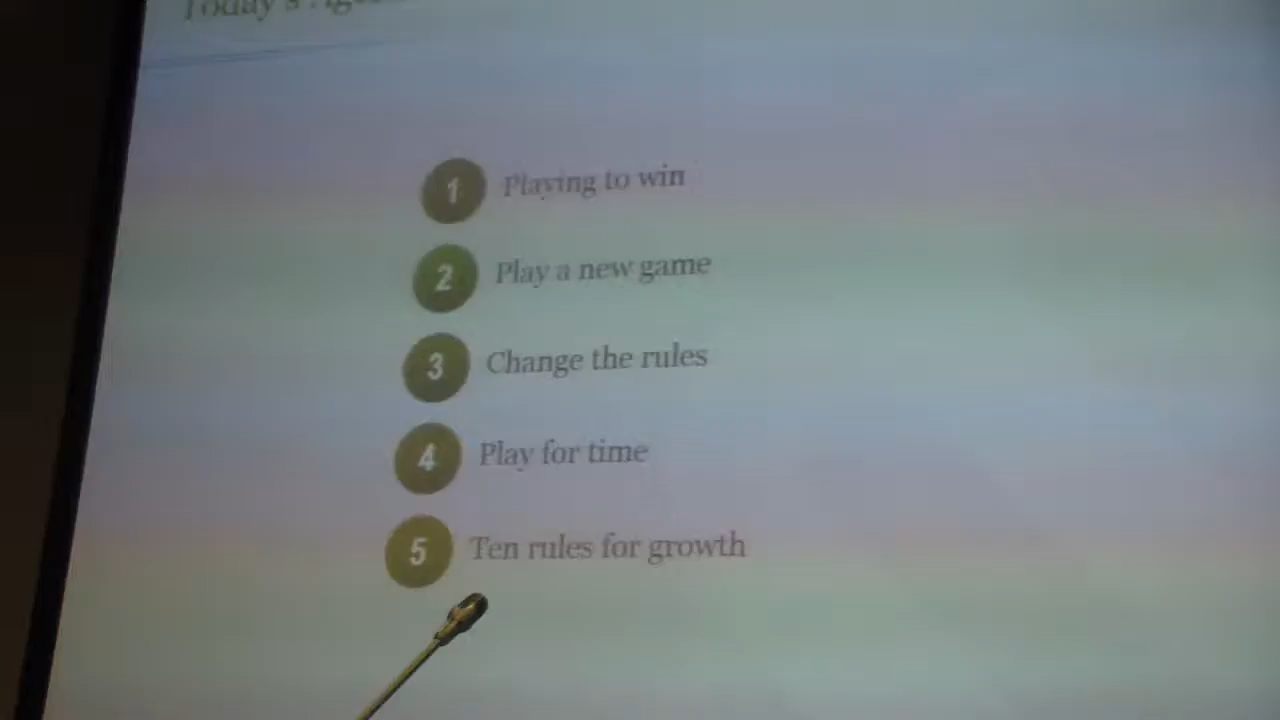 Today's
1 Playing to win
2 Play a new game
3 Change the rules
4 Play for time
5 Ten rules for growth